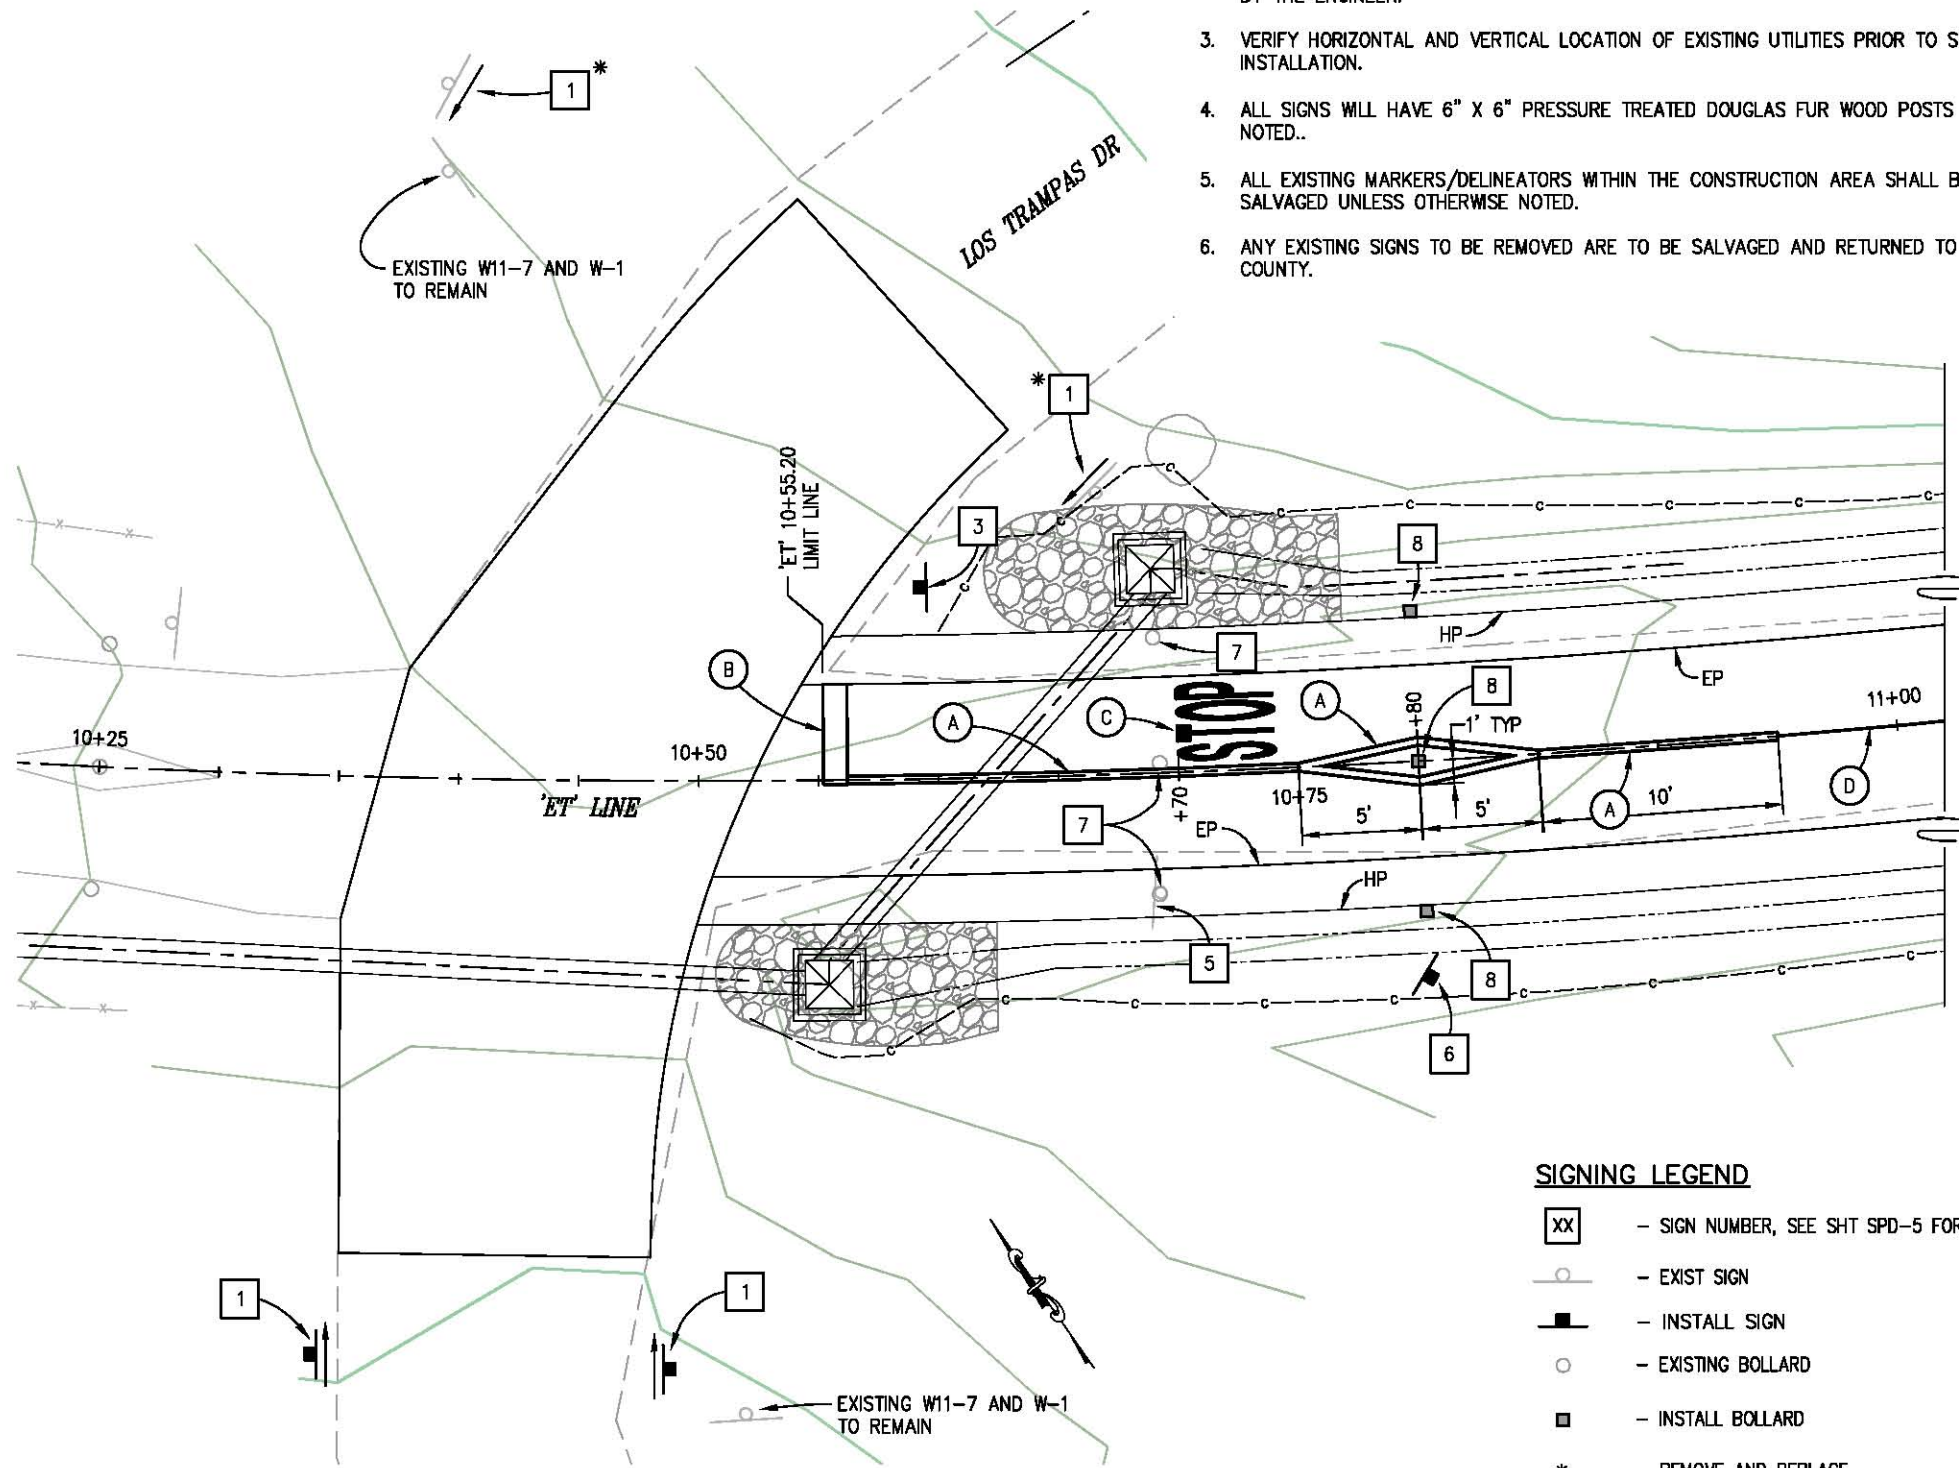 BY THE ENGINEER.
3. VERIFY HORIZONTAL AND VERTICAL LOCATION OF EXISTING UTILITIES PRIOR TO S
INSTALLATION.
4. ALL SIGNS WILL HAVE 6" X 6" PRESSURE TREATED DOUGLAS FUR WOOD POSTS
NOTED..
5. ALL EXISTING MARKERS/DELINEATORS WITHIN THE CONSTRUCTION AREA SHALL B
SALVAGED UNLESS OTHERWISE NOTED.
6. ANY EXISTING SIGNS TO BE REMOVED ARE TO BE SALVAGED AND RETURNED TO
COUNTY.
1 *
EXISTING W11-7 AND W-1
TO REMAIN
LOS TRAMPAS DR
* 1
'ET' 10+55.20
LIMIT LINE
3
8
HP
7
EP
B
A
C
STOP
A
+80
8
1' TYP
11+00
10+25
10+50
'ET' LINE
+70
10+75
5'
5'
A
10'
D
7
EP
HP
5
8
6
C C C C C C C
C C
C C C C C C C C C
X X
X X
1
1
EXISTING W11-7 AND W-1
TO REMAIN
SIGNING LEGEND
XX - SIGN NUMBER, SEE SHT SPD-5 FOR
- EXIST SIGN
- INSTALL SIGN
- EXISTING BOLLARD
- INSTALL BOLLARD
* - REMOVE AND REPLACE